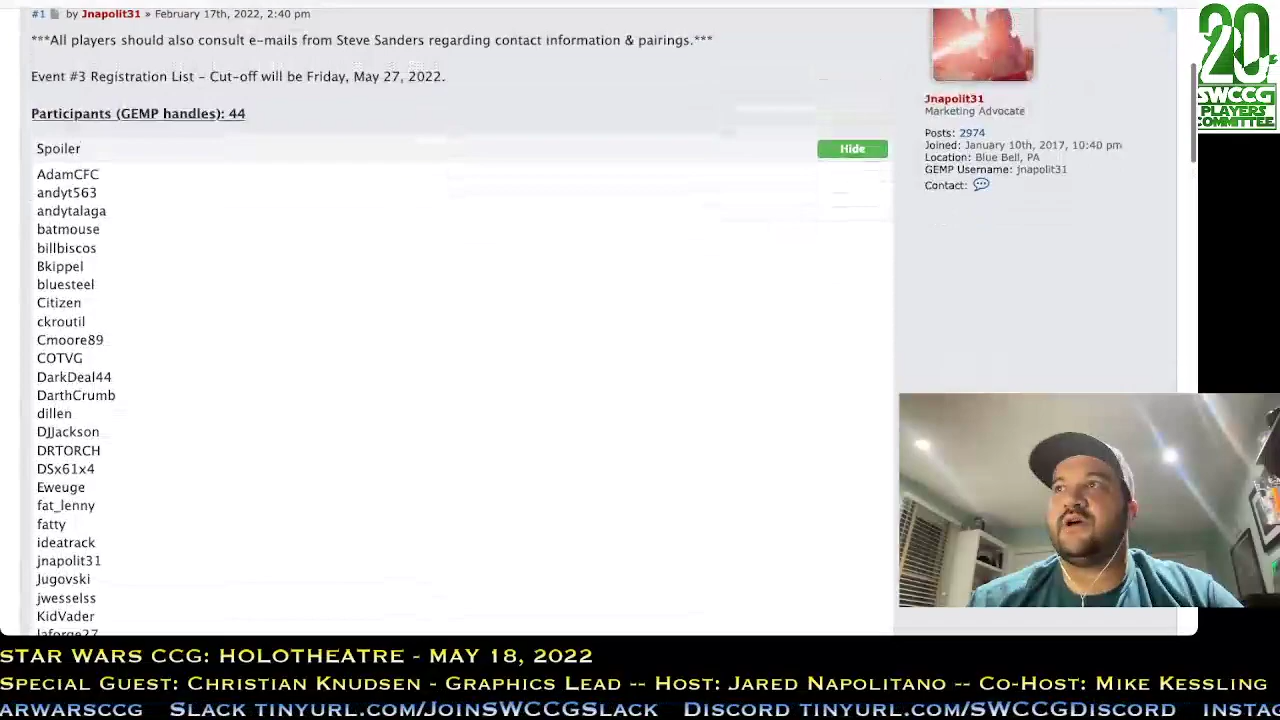 #1 by Jnapolit31 » February 17th, 2022, 2:40 pm
***All players should also consult e-mails from Steve Sanders regarding contact information & pairings.***
Event #3 Registration List - Cut-off will be Friday, May 27, 2022.
Participants (GEMP handles): 44
Spoiler
Hide
AdamCFC
andyt563
andytalaga
batmouse
billbiscos
Bkippel
bluesteel
Citizen
ckroutil
Cmoore89
COTVG
DarkDeal44
DarthCrumb
dillen
DJJackson
DRTORCH
DSx61x4
Eweuge
fat_lenny
fatty
ideatrack
jnapolit31
Jugovski
jwesselss
KidVader
laforge27
Jnapolit31
Marketing Advocate
Posts: 2974
Joined: January 10th, 2017, 10:40 pm
Location: Blue Bell, PA
GEMP Username: jnapolit31
Contact:
20
SWCCG
PLAYERS
COMMITTEE
STAR WARS CCG: HOLOTHEATRE - MAY 18, 2022
SPECIAL GUEST: CHRISTIAN KNUDSEN - GRAPHICS LEAD -- HOST: JARED NAPOLITANO -- CO-HOST: MIKE KESSLING
ARWARSCCG SLACK TINYURL.COM/JOINSWCCGSLACK DISCORD TINYURL.COM/SWCCGDISCORD INSTAG